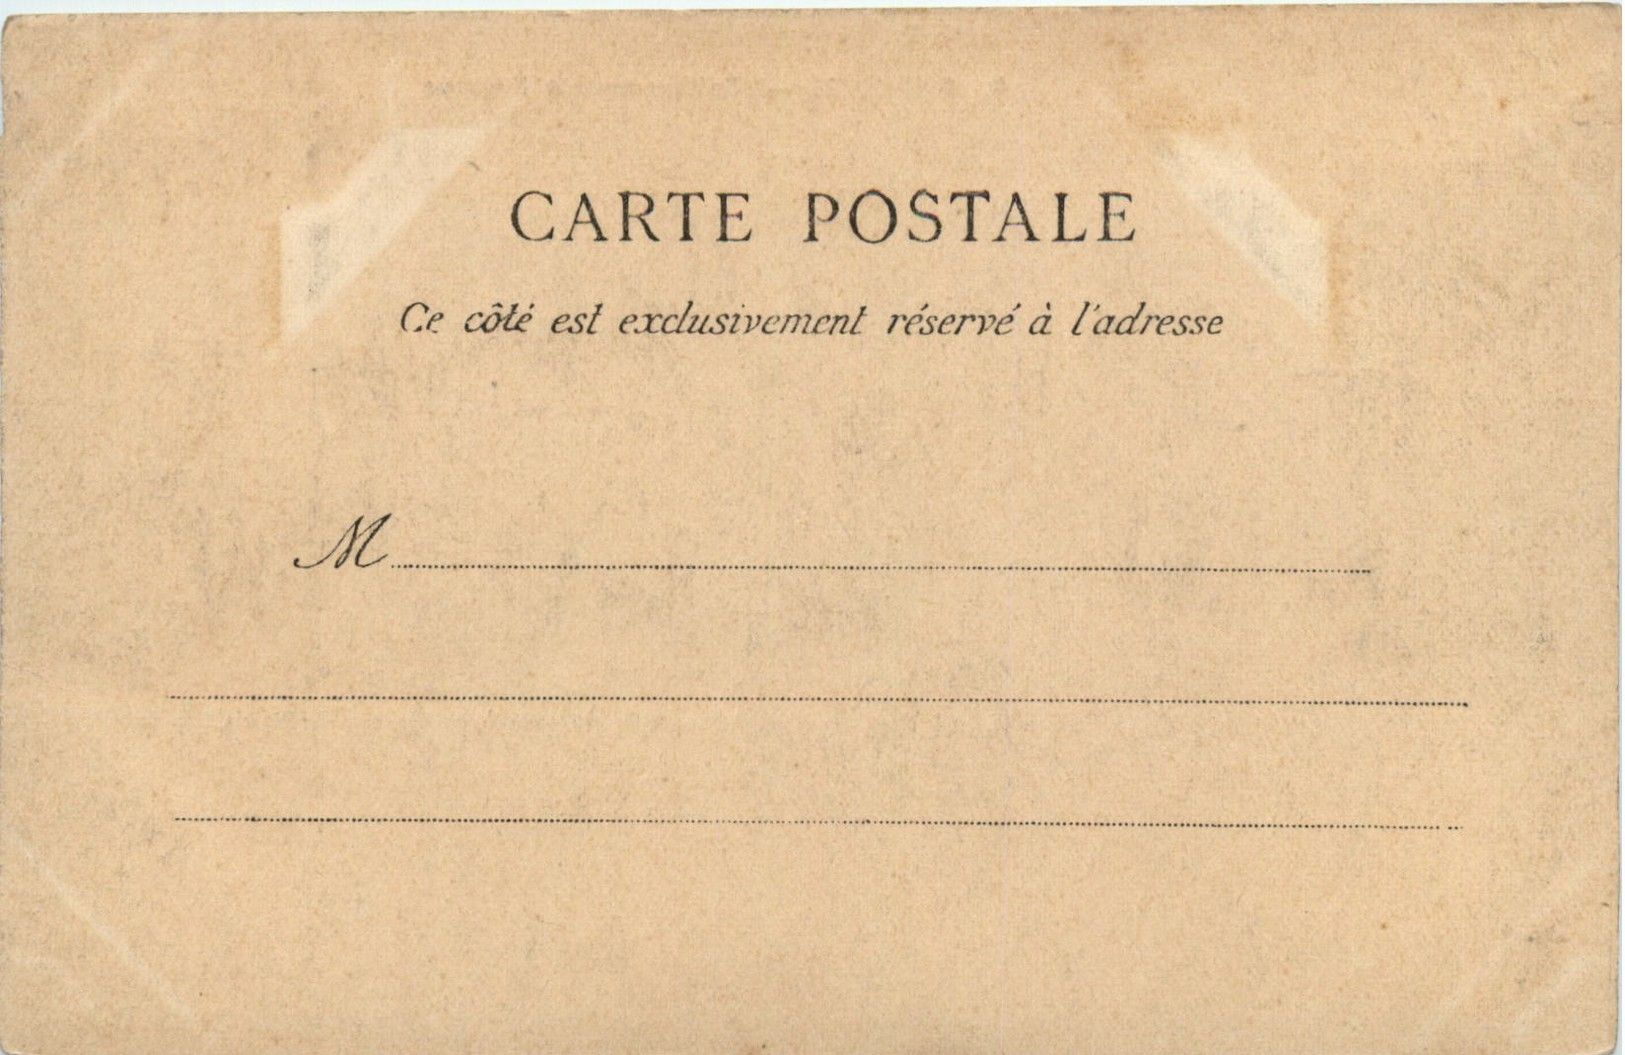 CARTE POSTALE
Ce côté est exclusivement réservé à l'adresse
M